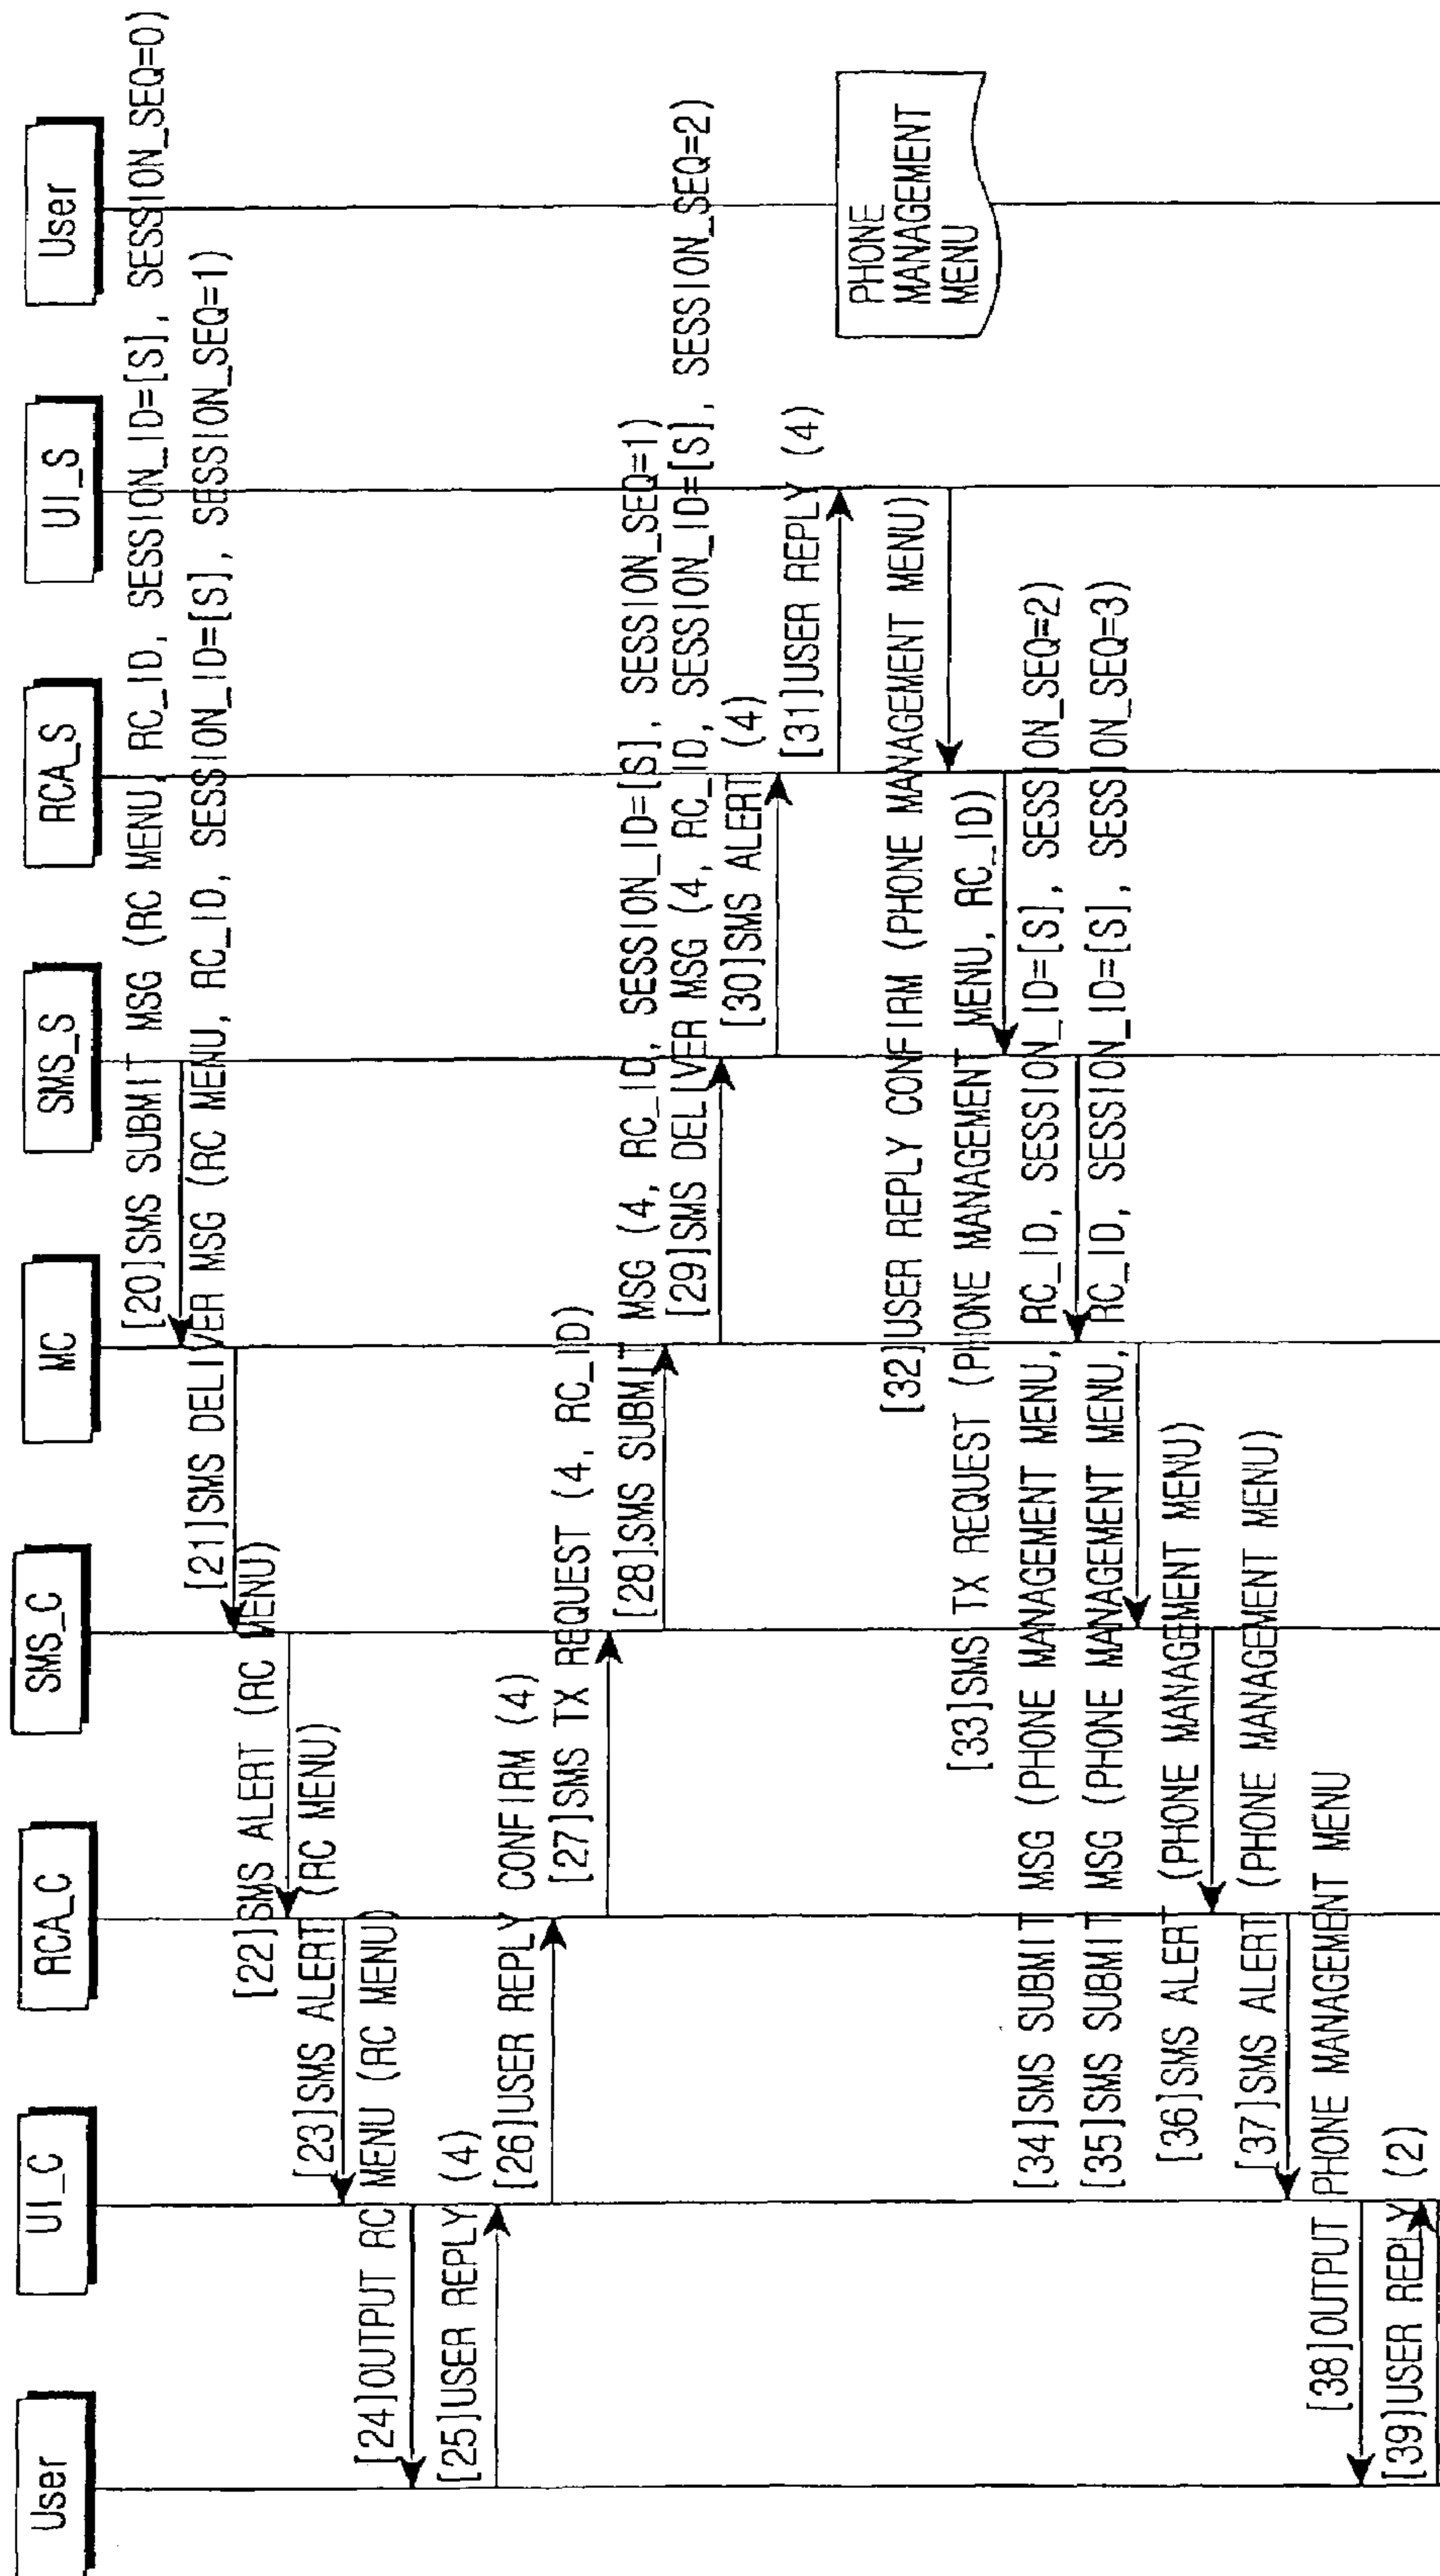 User
UI_C
RCA_C
SMS_C
MC
SMS_S
RCA_S
UI_S
User
[20]SMS SUBMIT MSG (RC MENU, RC_ID, SESSION_ID=[S], SESSION_SEQ=0)
[21]SMS DELIVER MSG (RC MENU, RC_ID, SESSION_ID=[S], SESSION_SEQ=1)
[22]SMS ALERT (RC MENU)
[23]SMS ALERT (RC MENU)
[24]OUTPUT RC MENU (RC MENU)
[25]USER REPLY (4)
[26]USER REPLY CONFIRM (4)
[27]SMS TX REQUEST (4, RC_ID)
[28]SMS SUBMIT MSG (4, RC_ID, SESSION_ID=[S], SESSION_SEQ=1)
[29]SMS DELIVER MSG (4, RC_ID, SESSION_ID=[S], SESSION_SEQ=2)
[30]SMS ALERT (4)
[31]USER REPLY (4)
PHONE
MANAGEMENT
MENU
[32]USER REPLY CONFIRM (PHONE MANAGEMENT MENU)
[33]SMS TX REQUEST (PHONE MANAGEMENT MENU, RC_ID)
[34]SMS SUBMIT MSG (PHONE MANAGEMENT MENU, RC_ID, SESSION_ID=[S], SESSION_SEQ=2)
[35]SMS SUBMIT MSG (PHONE MANAGEMENT MENU, RC_ID, SESSION_ID=[S], SESSION_SEQ=3)
[36]SMS ALERT (PHONE MANAGEMENT MENU)
[37]SMS ALERT (PHONE MANAGEMENT MENU)
[38]OUTPUT PHONE MANAGEMENT MENU
[39]USER REPLY (2)